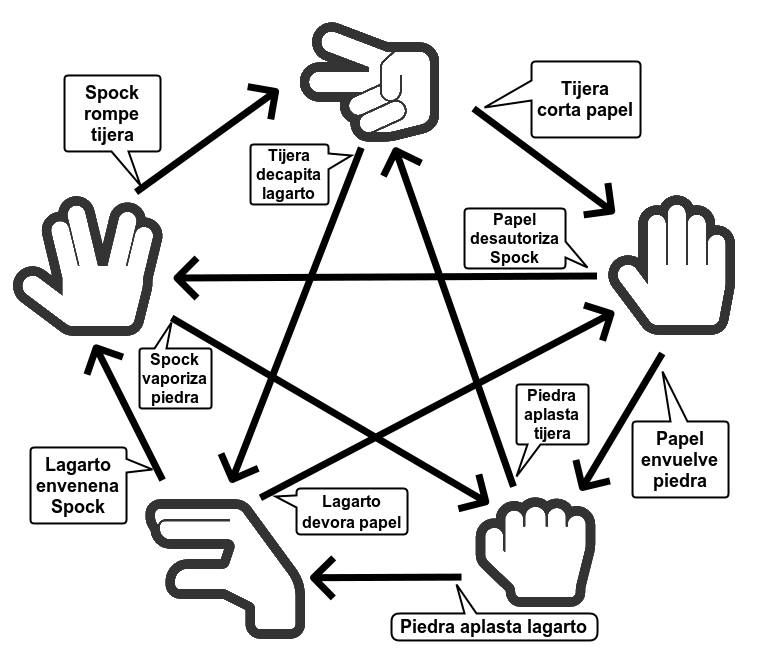 Spock
rompe
tijera
Tijera
corta papel
Tijera
decapita
lagarto
Papel
desautoriza
Spock
Spock
vaporiza
piedra
Piedra
aplasta
tijera
Papel
envuelve
piedra
Lagarto
envenena
Spock
Lagarto
devora papel
Piedra aplasta lagarto